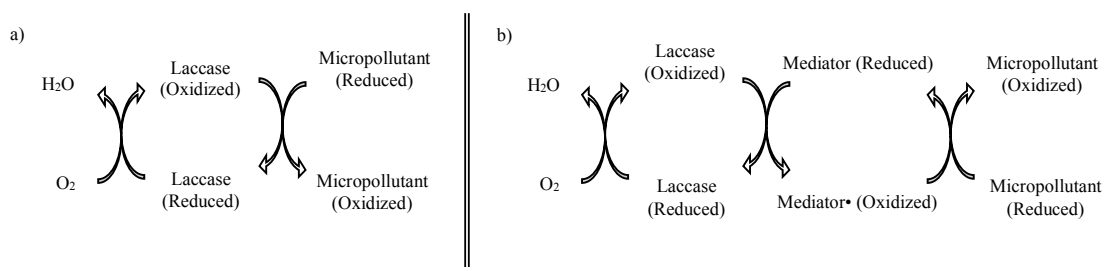 a)
Laccase
(Oxidized)
Micropollutant
(Reduced)
H₂O
O₂
Laccase
(Reduced)
Micropollutant
(Oxidized)
b)
Laccase
(Oxidized)
Mediator (Reduced)
Micropollutant
(Oxidized)
H₂O
O₂
Laccase
(Reduced)
Mediator• (Oxidized)
Micropollutant
(Reduced)